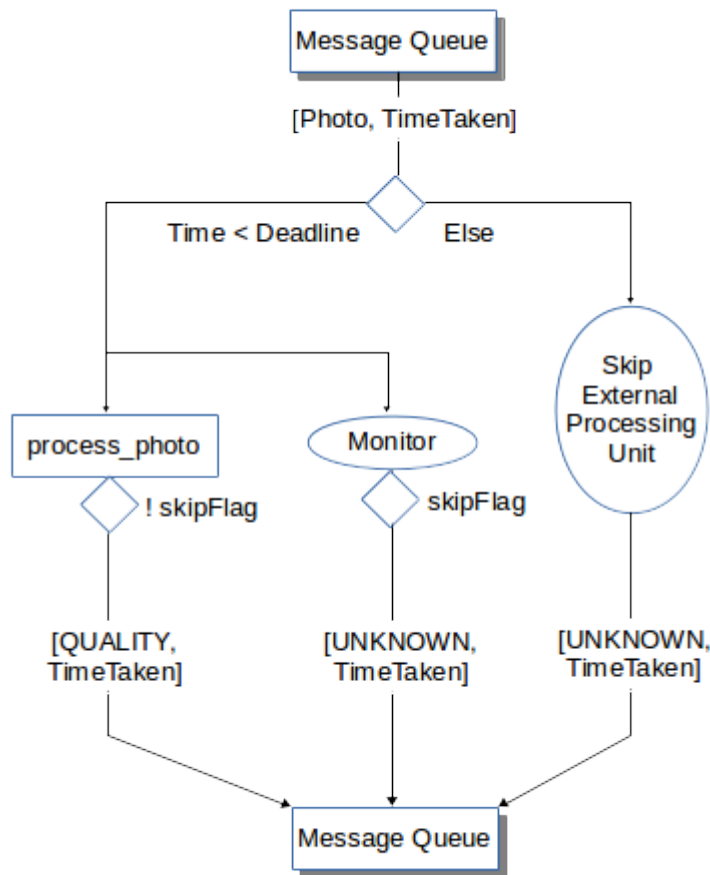 Message Queue
[Photo, TimeTaken]
Time < Deadline
Else
Skip
External
Processing
Unit
process_photo
Monitor
! skipFlag
skipFlag
[QUALITY,
TimeTaken]
[UNKNOWN,
TimeTaken]
[UNKNOWN,
TimeTaken]
Message Queue